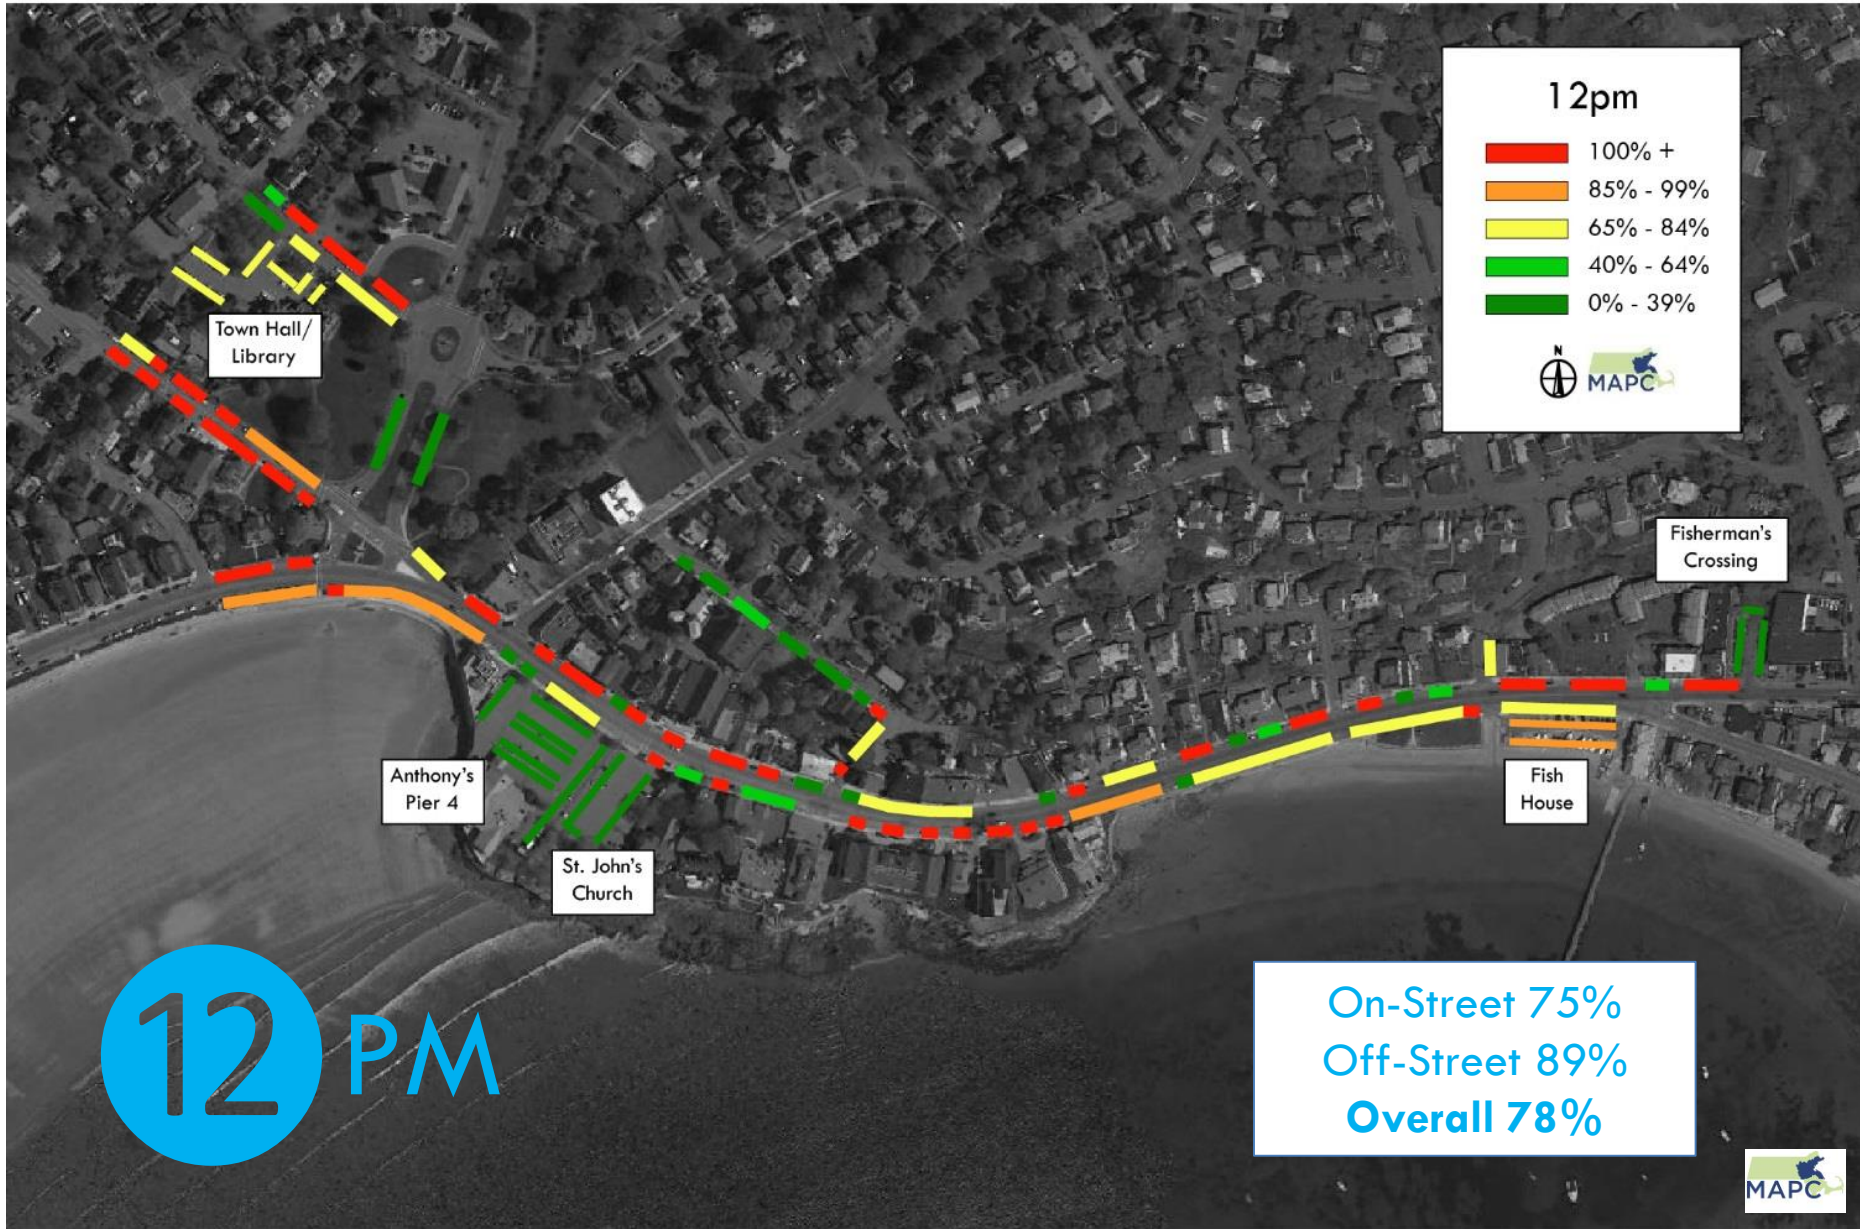 12pm
100% +
85% - 99%
65% - 84%
40% - 64%
0% - 39%
N
MAPC
Town Hall/
Library
Fisherman's
Crossing
Anthony's
Pier 4
St. John's
Church
Fish
House
12 PM
On-Street 75%
Off-Street 89%
Overall 78%
MAPC